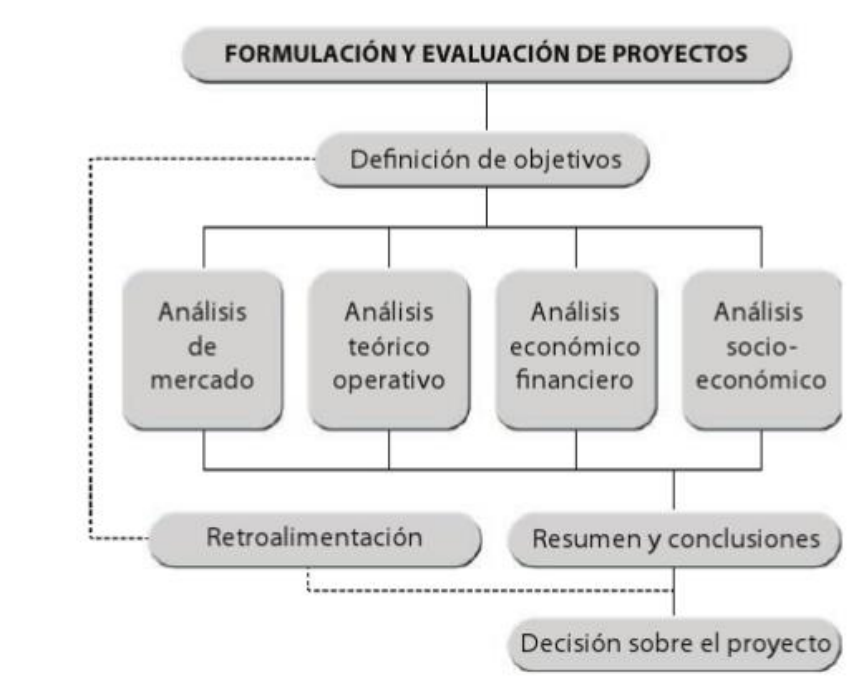 FORMULACIÓN Y EVALUACIÓN DE PROYECTOS
Definición de objetivos
Análisis
de
mercado
Análisis
teórico
operativo
Análisis
económico
financiero
Análisis
socio-
económico
Retroalimentación
Resumen y conclusiones
Decisión sobre el proyecto